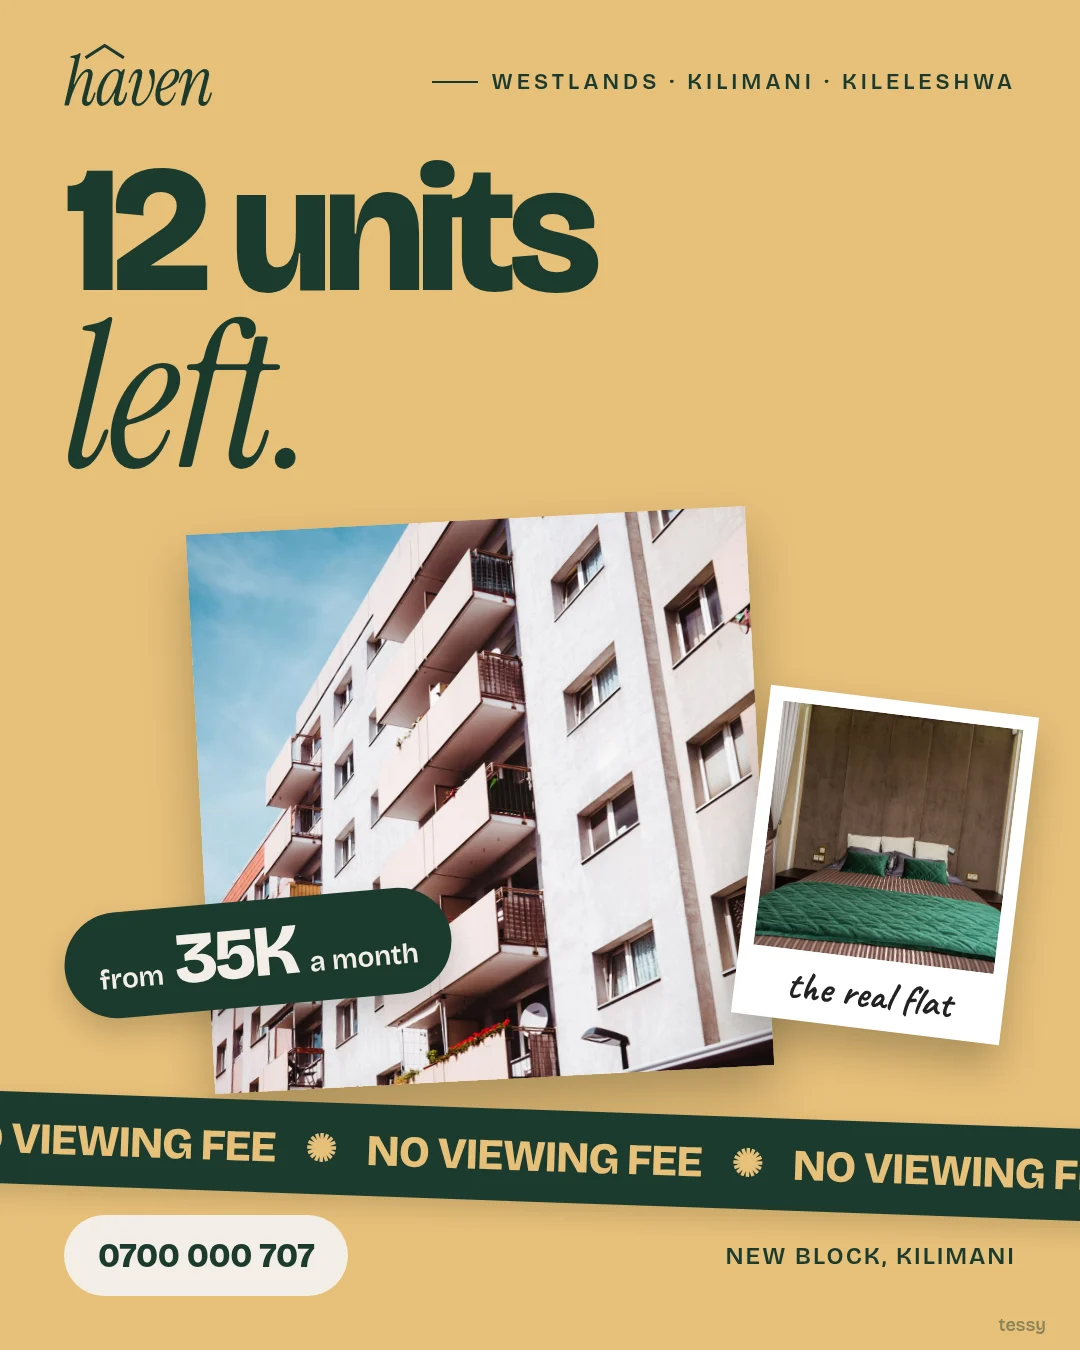 hâven
WESTLANDS · KILIMANI · KILELESHWA
12 units
left.
from 35K a month
the real flat
VIEWING FEE ✺ NO VIEWING FEE ✺ NO VIEWING
0700 000 707
NEW BLOCK, KILIMANI
tessy